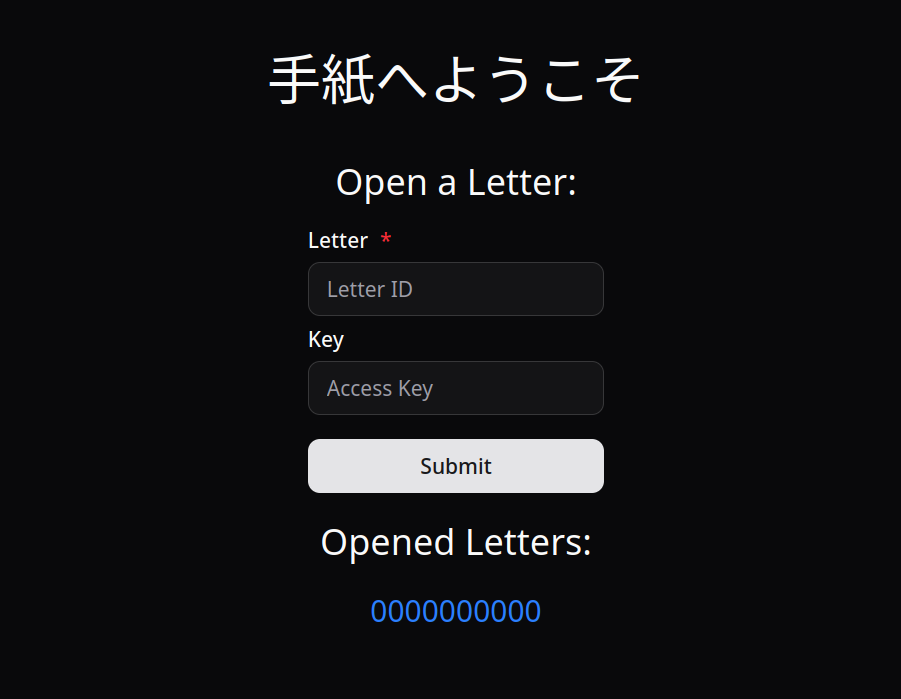 手紙へようこそ
Open a Letter:
Letter *
Letter ID
Key
Access Key
Submit
Opened Letters:
0000000000